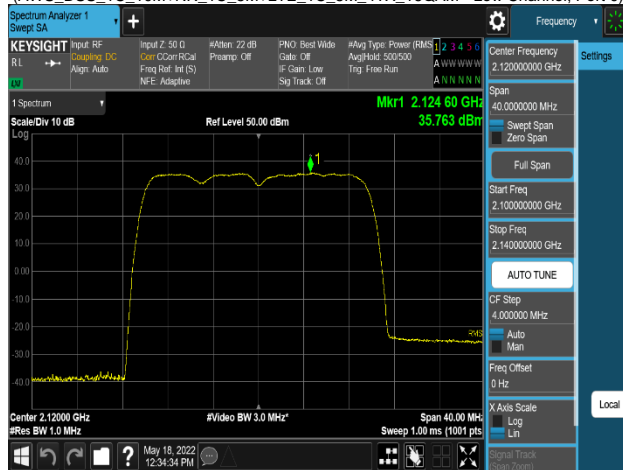 Spectrum Analyzer 1
Swept SA
+
Frequency
KEYSIGHT
RL
Input: RF
Coupling: DC
Align: Auto
Input Z: 50 Ω
Corr CCorr RCal
Freq Ref: Int (S)
NFE: Adaptive
#Atten: 22 dB
Preamp: Off
PNO: Best Wide
Gate: Off
IF Gain: Low
Sig Track: Off
#Avg Type: Power (RMS)
Avg|Hold: 500/500
Trig: Free Run
1 2 3 4 5 6
A W W W W W
A N N N N N
Settings
1 Spectrum
Scale/Div 10 dB
Log
Ref Level 50.00 dBm
Mkr1 2.124 60 GHz
35.763 dBm
1
40.0
30.0
20.0
10.0
0.00
-10.0
-20.0
-30.0
-40.0
RMS
Center 2.12000 GHz
#Res BW 1.0 MHz
#Video BW 3.0 MHz*
Span 40.00 MHz
Sweep 1.00 ms (1001 pts)
Center Frequency
2.120000000 GHz
Span
40.0000000 MHz
Swept Span
Zero Span
Full Span
Start Freq
2.100000000 GHz
Stop Freq
2.140000000 GHz
AUTO TUNE
CF Step
4.000000 MHz
Auto
Man
Freq Offset
0 Hz
X Axis Scale
Log
Lin
Signal Track
(Span Zoom)
Local
?
May 18, 2022
12:34:34 PM